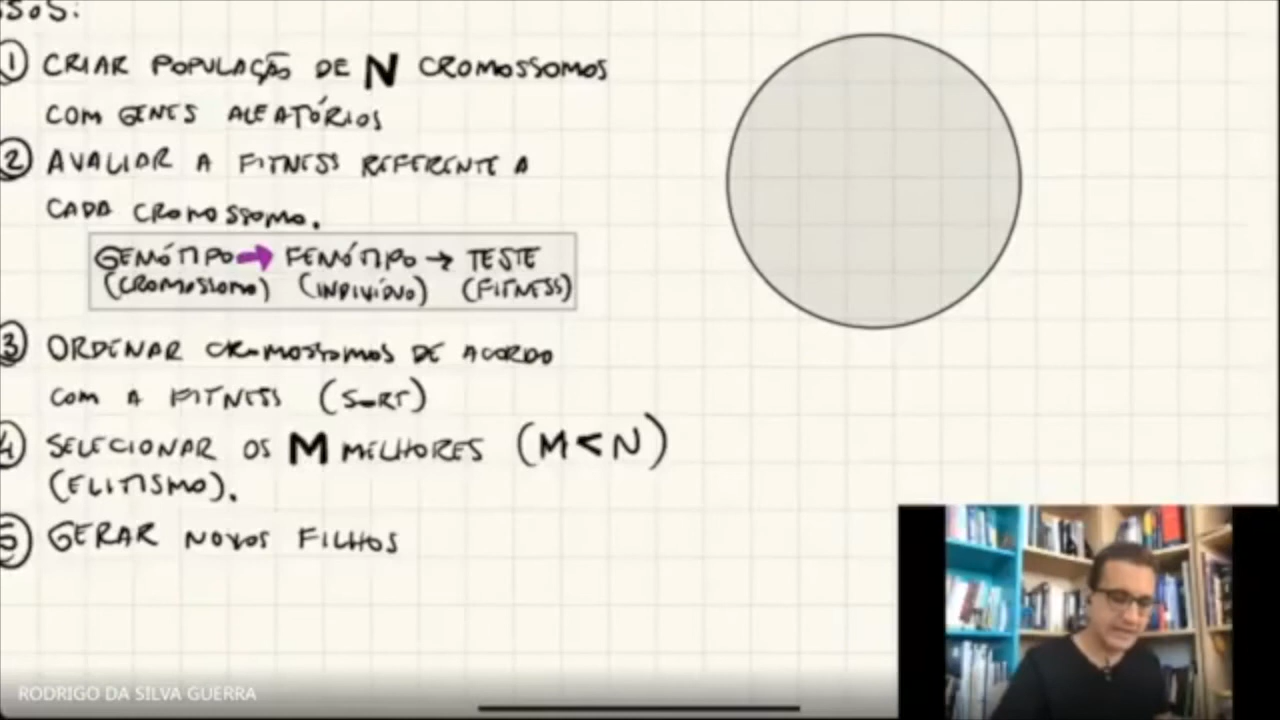 SSOS:
1 CRIAR POPULAÇÃO DE N CROMOSSOMOS
COM GENES ALEATÓRIOS
2 AVALIAR A FITNESS REFERENTE A
CADA CROMOSSOMO.
GENÓTIPO → FENÓTIPO → TESTE
(CROMOSSOMO) (INDIVÍDUO) (FITNESS)
3 ORDENAR CROMOSSOMOS DE ACORDO
COM A FITNESS (SORT)
4 SELECIONAR OS M MELHORES (M < N)
(ELITISMO).
5 GERAR NOVOS FILHOS
RODRIGO DA SILVA GUERRA